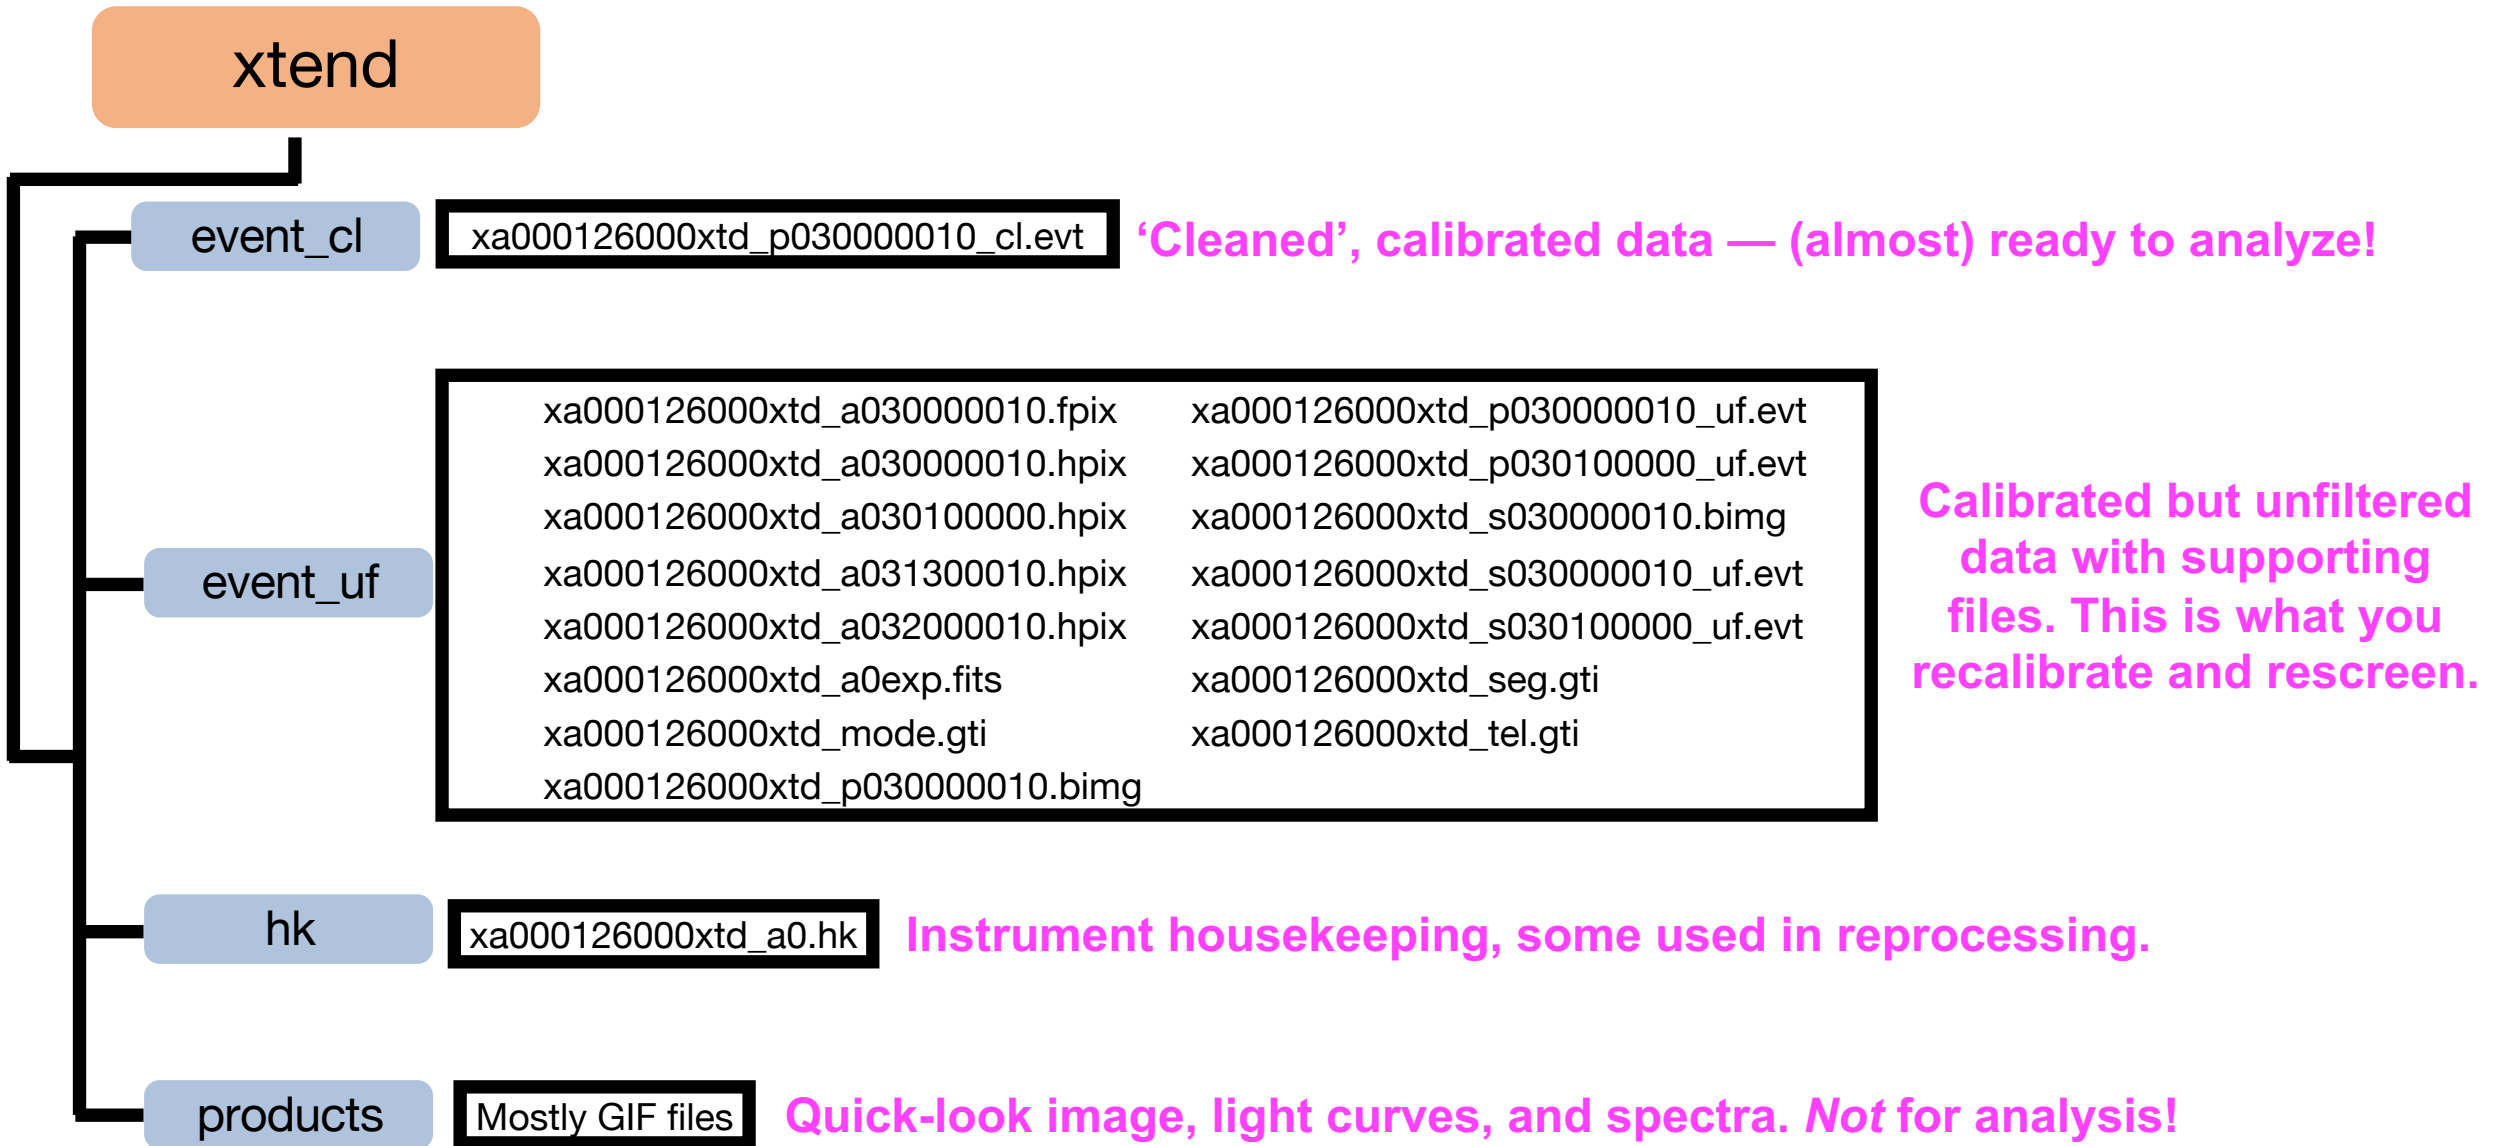 xtend
event_cl
xa000126000xtd_p030000010_cl.evt
‘Cleaned’, calibrated data — (almost) ready to analyze!
event_uf
xa000126000xtd_a030000010.fpix
xa000126000xtd_a030000010.hpix
xa000126000xtd_a030100000.hpix
xa000126000xtd_a031300010.hpix
xa000126000xtd_a032000010.hpix
xa000126000xtd_a0exp.fits
xa000126000xtd_mode.gti
xa000126000xtd_p030000010.bimg
xa000126000xtd_p030000010_uf.evt
xa000126000xtd_p030100000_uf.evt
xa000126000xtd_s030000010.bimg
xa000126000xtd_s030000010_uf.evt
xa000126000xtd_s030100000_uf.evt
xa000126000xtd_seg.gti
xa000126000xtd_tel.gti
Calibrated but unfiltered
data with supporting
files. This is what you
recalibrate and rescreen.
hk
xa000126000xtd_a0.hk
Instrument housekeeping, some used in reprocessing.
products
Mostly GIF files
Quick-look image, light curves, and spectra. Not for analysis!